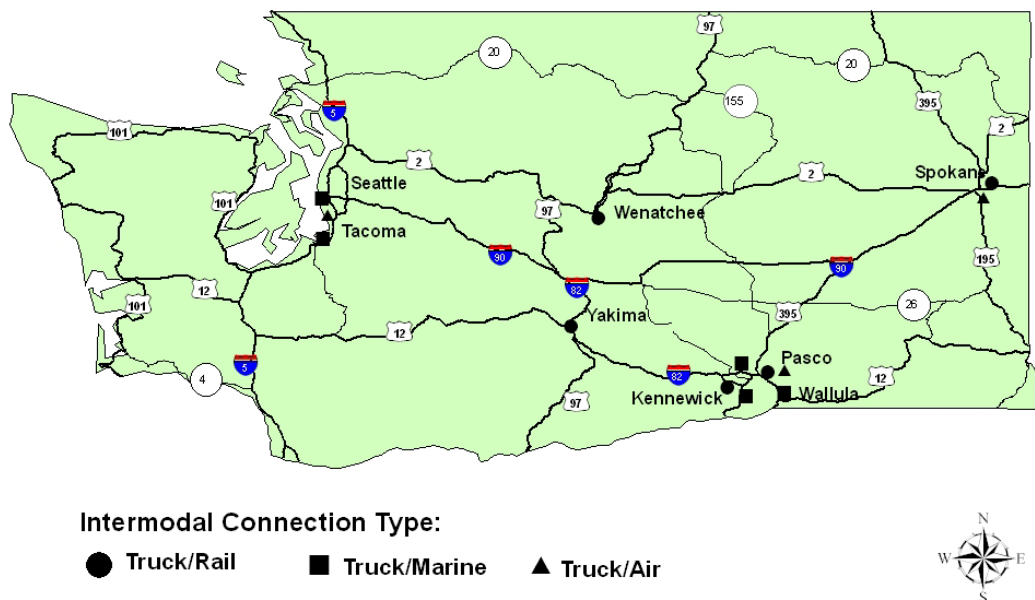 97
20
20
155
395
5
101
2
2
2
Spokane
Seattle
101
97
Wenatchee
Tacoma
90
90
195
82
12
101
26
Yakima
395
12
Pasco
5
82
12
4
Kennewick
Wallula
97
Intermodal Connection Type:
Truck/Rail Truck/Marine Truck/Air
N
W E
S